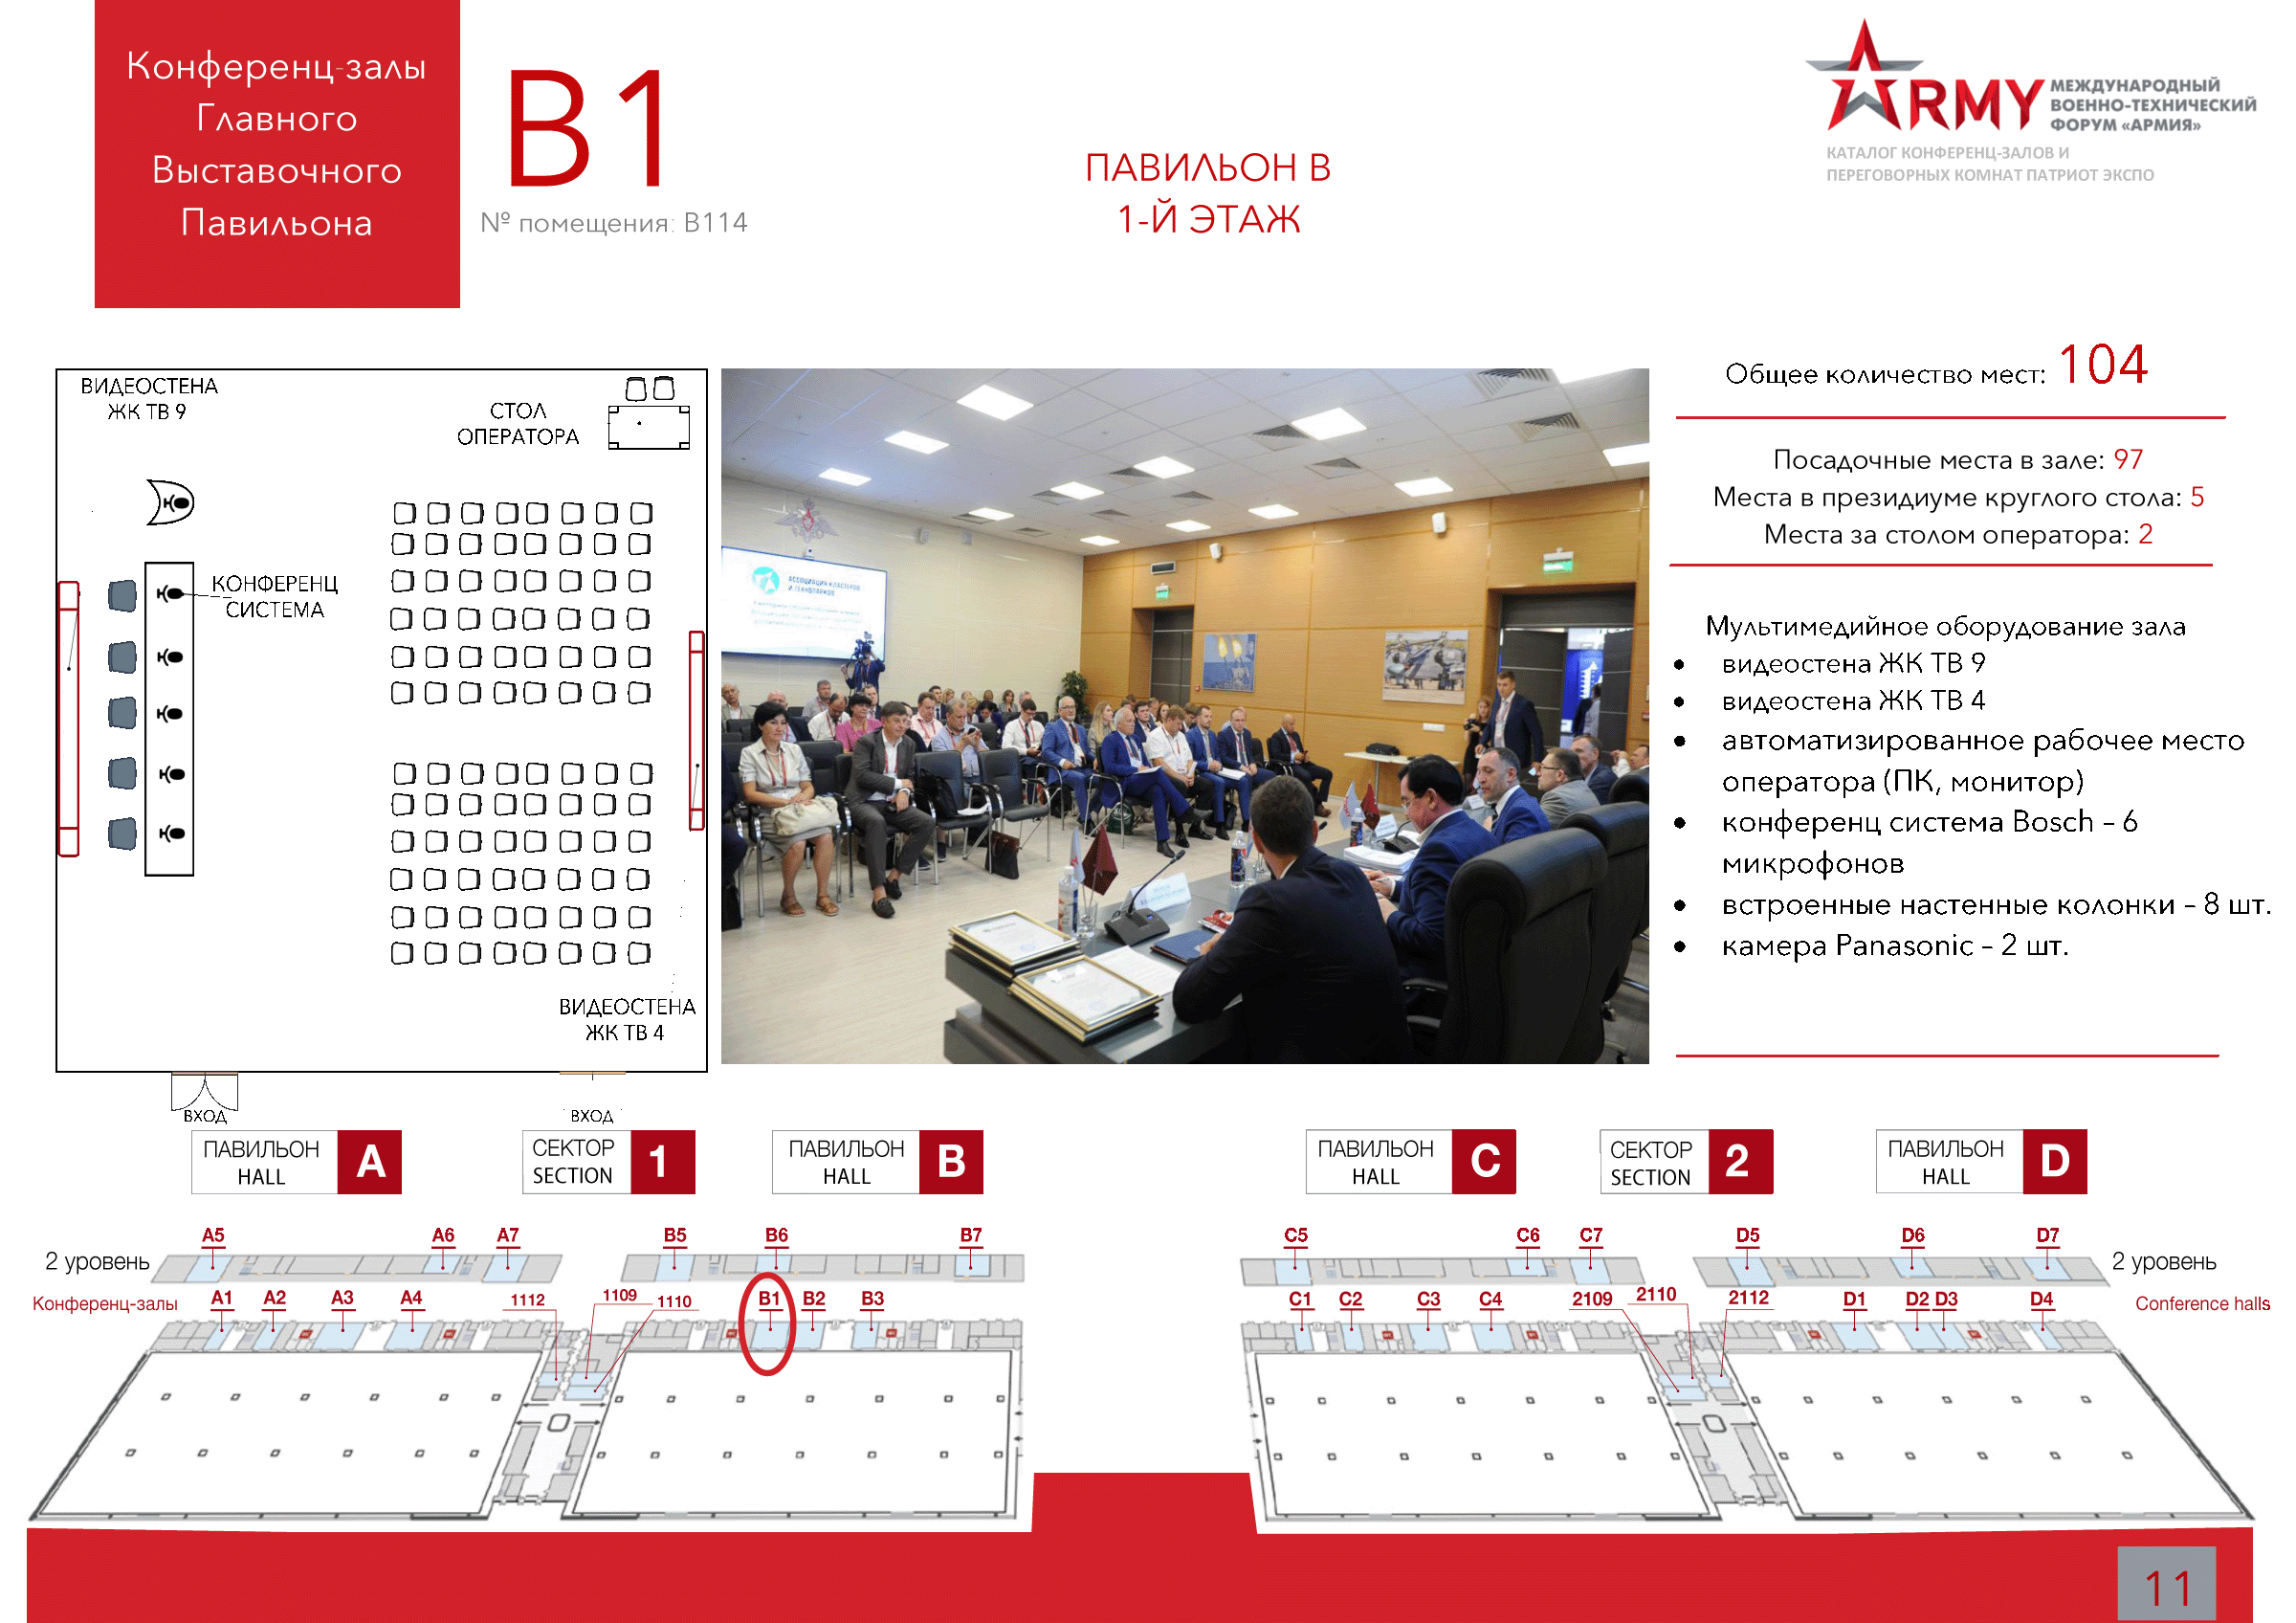 Конференц-залы
Главного
Выставочного
Павильона
B1
№ помещения: B114
ПАВИЛЬОН B
1-Й ЭТАЖ
ARMY
МЕЖДУНАРОДНЫЙ
ВОЕННО-ТЕХНИЧЕСКИЙ
ФОРУМ «АРМИЯ»
КАТАЛОГ КОНФЕРЕНЦ-ЗАЛОВ И
ПЕРЕГОВОРНЫХ КОМНАТ ПАТРИОТ ЭКСПО
ВИДЕОСТЕНА
ЖК ТВ 9
СТОЛ
ОПЕРАТОРА
КОНФЕРЕНЦ
СИСТЕМА
ВИДЕОСТЕНА
ЖК ТВ 4
ВХОД
ВХОД
АССОЦИАЦИЯ КЛАСТЕРОВ
И ТЕХНОПАРКОВ
Общее количество мест: 104
Посадочные места в зале: 97
Места в президиуме круглого стола: 5
Места за столом оператора: 2
Мультимедийное оборудование зала
• видеостена ЖК ТВ 9
• видеостена ЖК ТВ 4
• автоматизированное рабочее место
оператора (ПК, монитор)
• конференц система Bosch – 6
микрофонов
• встроенные настенные колонки – 8 шт.
• камера Panasonic – 2 шт.
ПАВИЛЬОН
HALL
A
СЕКТОР
SECTION
1
ПАВИЛЬОН
HALL
B
ПАВИЛЬОН
HALL
C
СЕКТОР
SECTION
2
ПАВИЛЬОН
HALL
D
A5 A6 A7 B5 B6 B7 C5 C6 C7 D5 D6 D7
2 уровень
2 уровень
Конференц-залы
A1 A2 A3 A4 1112 1109 1110 B1 B2 B3 C1 C2 C3 C4 2109 2110 2112 D1 D2 D3 D4
Conference halls
11